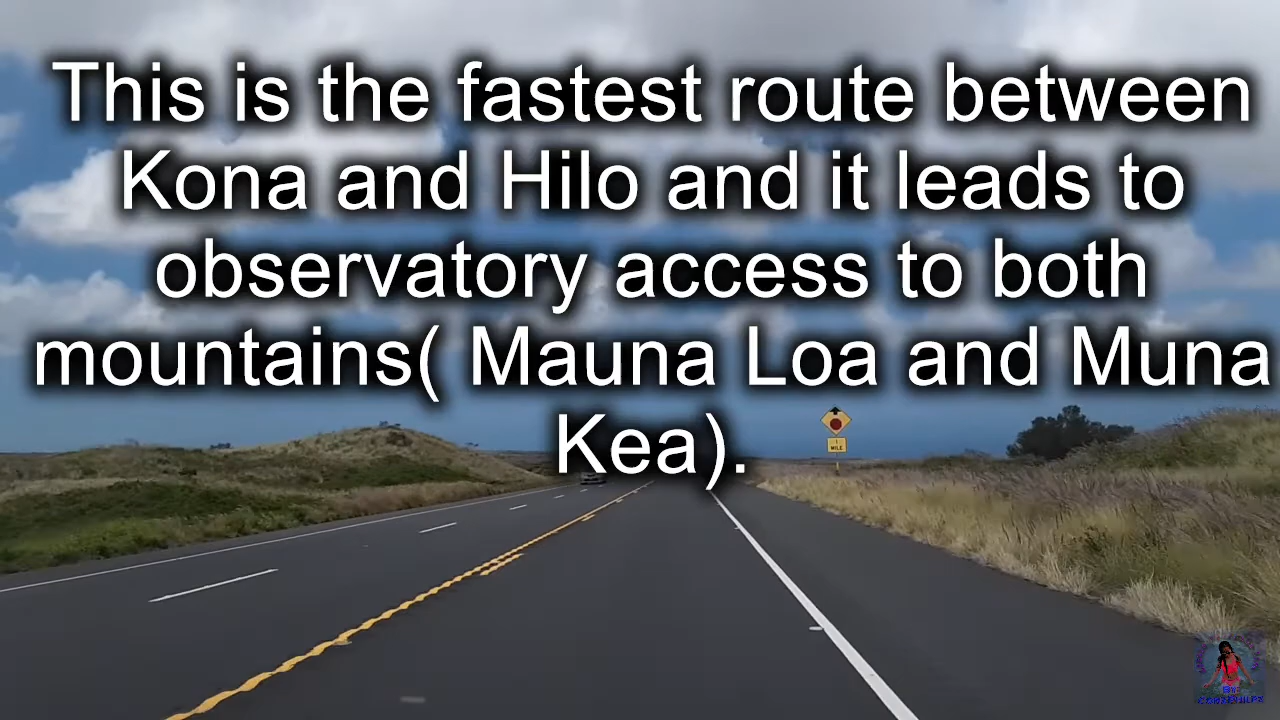 This is the fastest route between
Kona and Hilo and it leads to
observatory access to both
mountains( Mauna Loa and Muna
Kea).
1
MILE
BY